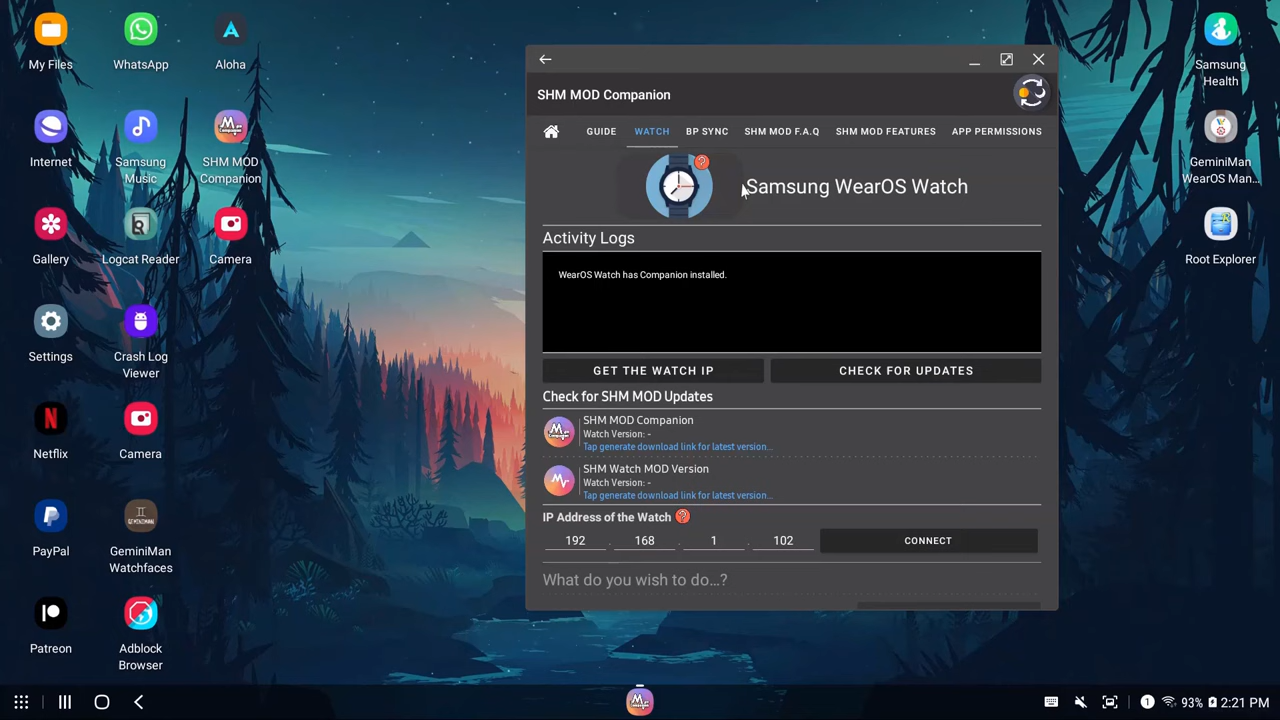 My Files
WhatsApp
Aloha
Internet
Samsung
Music
SHM MOD
Companion
Gallery
Logcat Reader
Camera
Settings
Crash Log
Viewer
Netflix
Camera
PayPal
GEMINIMAN
GeminiMan
Watchfaces
Patreon
Adblock
Browser
SHM MOD Companion
GUIDE
WATCH
BP SYNC
SHM MOD F.A.Q
SHM MOD FEATURES
APP PERMISSIONS
Samsung WearOS Watch
Activity Logs
WearOS Watch has Companion installed.
GET THE WATCH IP
CHECK FOR UPDATES
Check for SHM MOD Updates
SHM MOD Companion
Watch Version: -
Tap generate download link for latest version...
SHM Watch MOD Version
Watch Version: -
Tap generate download link for latest version...
IP Address of the Watch
192 . 168 . 1 . 102
CONNECT
What do you wish to do...?
Samsung
Health
GeminiMan
WearOS Man...
Root Explorer
1
93%
2:21 PM